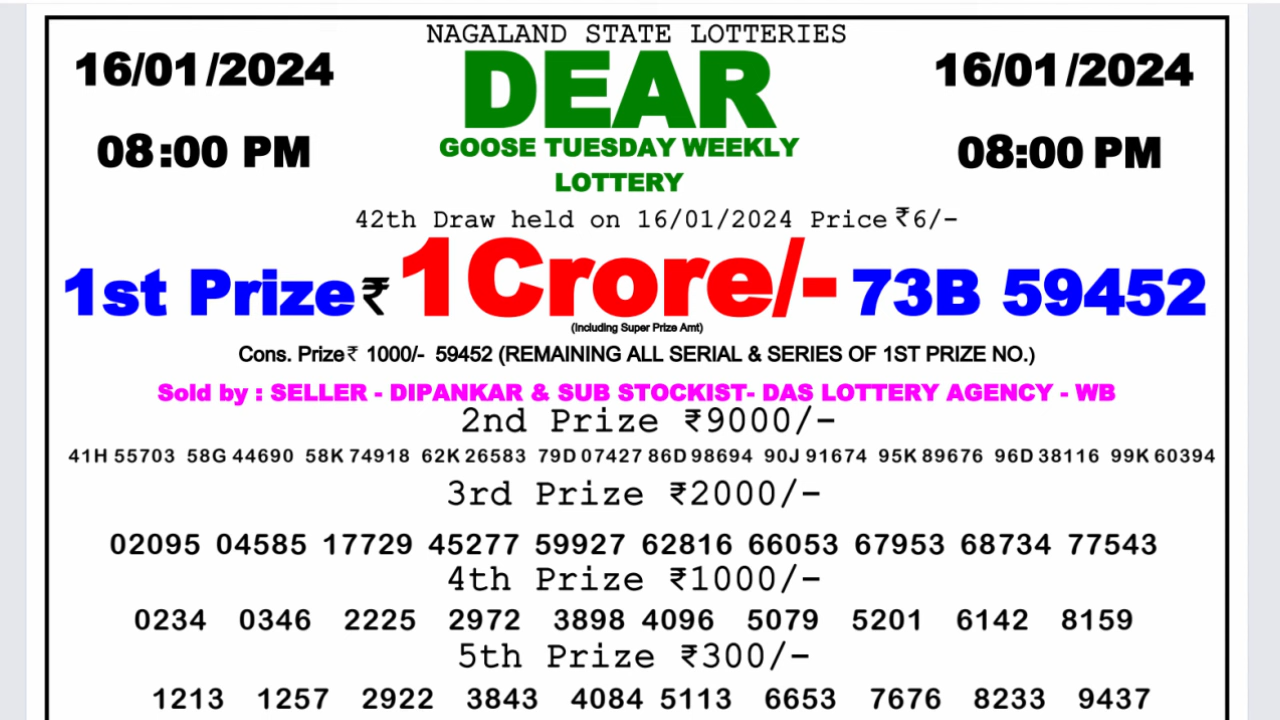 NAGALAND STATE LOTTERIES
16/01/2024 DEAR 16/01/2024
08:00 PM GOOSE TUESDAY WEEKLY 08:00 PM
LOTTERY
42th Draw held on 16/01/2024 Price ₹6/-
1st Prize ₹ 1Crore/- 73B 59452
(Including Super Prize Amt)
Cons. Prize₹ 1000/- 59452 (REMAINING ALL SERIAL & SERIES OF 1ST PRIZE NO.)
Sold by : SELLER - DIPANKAR & SUB STOCKIST- DAS LOTTERY AGENCY - WB
2nd Prize ₹9000/-
41H 55703 58G 44690 58K 74918 62K 26583 79D 07427 86D 98694 90J 91674 95K 89676 96D 38116 99K 60394
3rd Prize ₹2000/-
02095 04585 17729 45277 59927 62816 66053 67953 68734 77543
4th Prize ₹1000/-
0234 0346 2225 2972 3898 4096 5079 5201 6142 8159
5th Prize ₹300/-
1213 1257 2922 3843 4084 5113 6653 7676 8233 9437